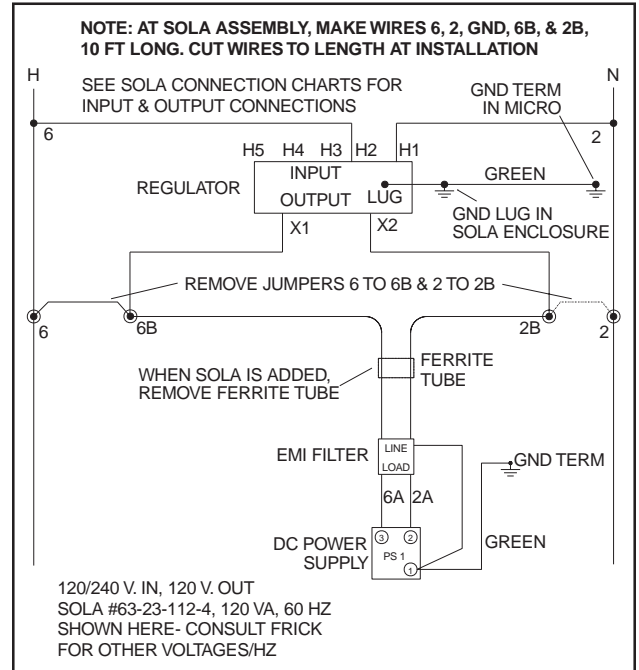 NOTE: AT SOLA ASSEMBLY, MAKE WIRES 6, 2, GND, 6B, & 2B,
10 FT LONG. CUT WIRES TO LENGTH AT INSTALLATION
H
N
SEE SOLA CONNECTION CHARTS FOR
INPUT & OUTPUT CONNECTIONS
GND TERM
IN MICRO
6
2
H5 H4 H3 H2 H1
REGULATOR
INPUT
OUTPUT
LUG
GREEN
GND LUG IN
SOLA ENCLOSURE
X1
X2
REMOVE JUMPERS 6 TO 6B & 2 TO 2B
6
6B
2B
2
WHEN SOLA IS ADDED,
REMOVE FERRITE TUBE
FERRITE
TUBE
EMI FILTER
LINE
LOAD
GND TERM
6A
2A
DC POWER
SUPPLY
3
2
PS 1
1
GREEN
120/240 V. IN, 120 V. OUT
SOLA #63-23-112-4, 120 VA, 60 HZ
SHOWN HERE- CONSULT FRICK
FOR OTHER VOLTAGES/HZ